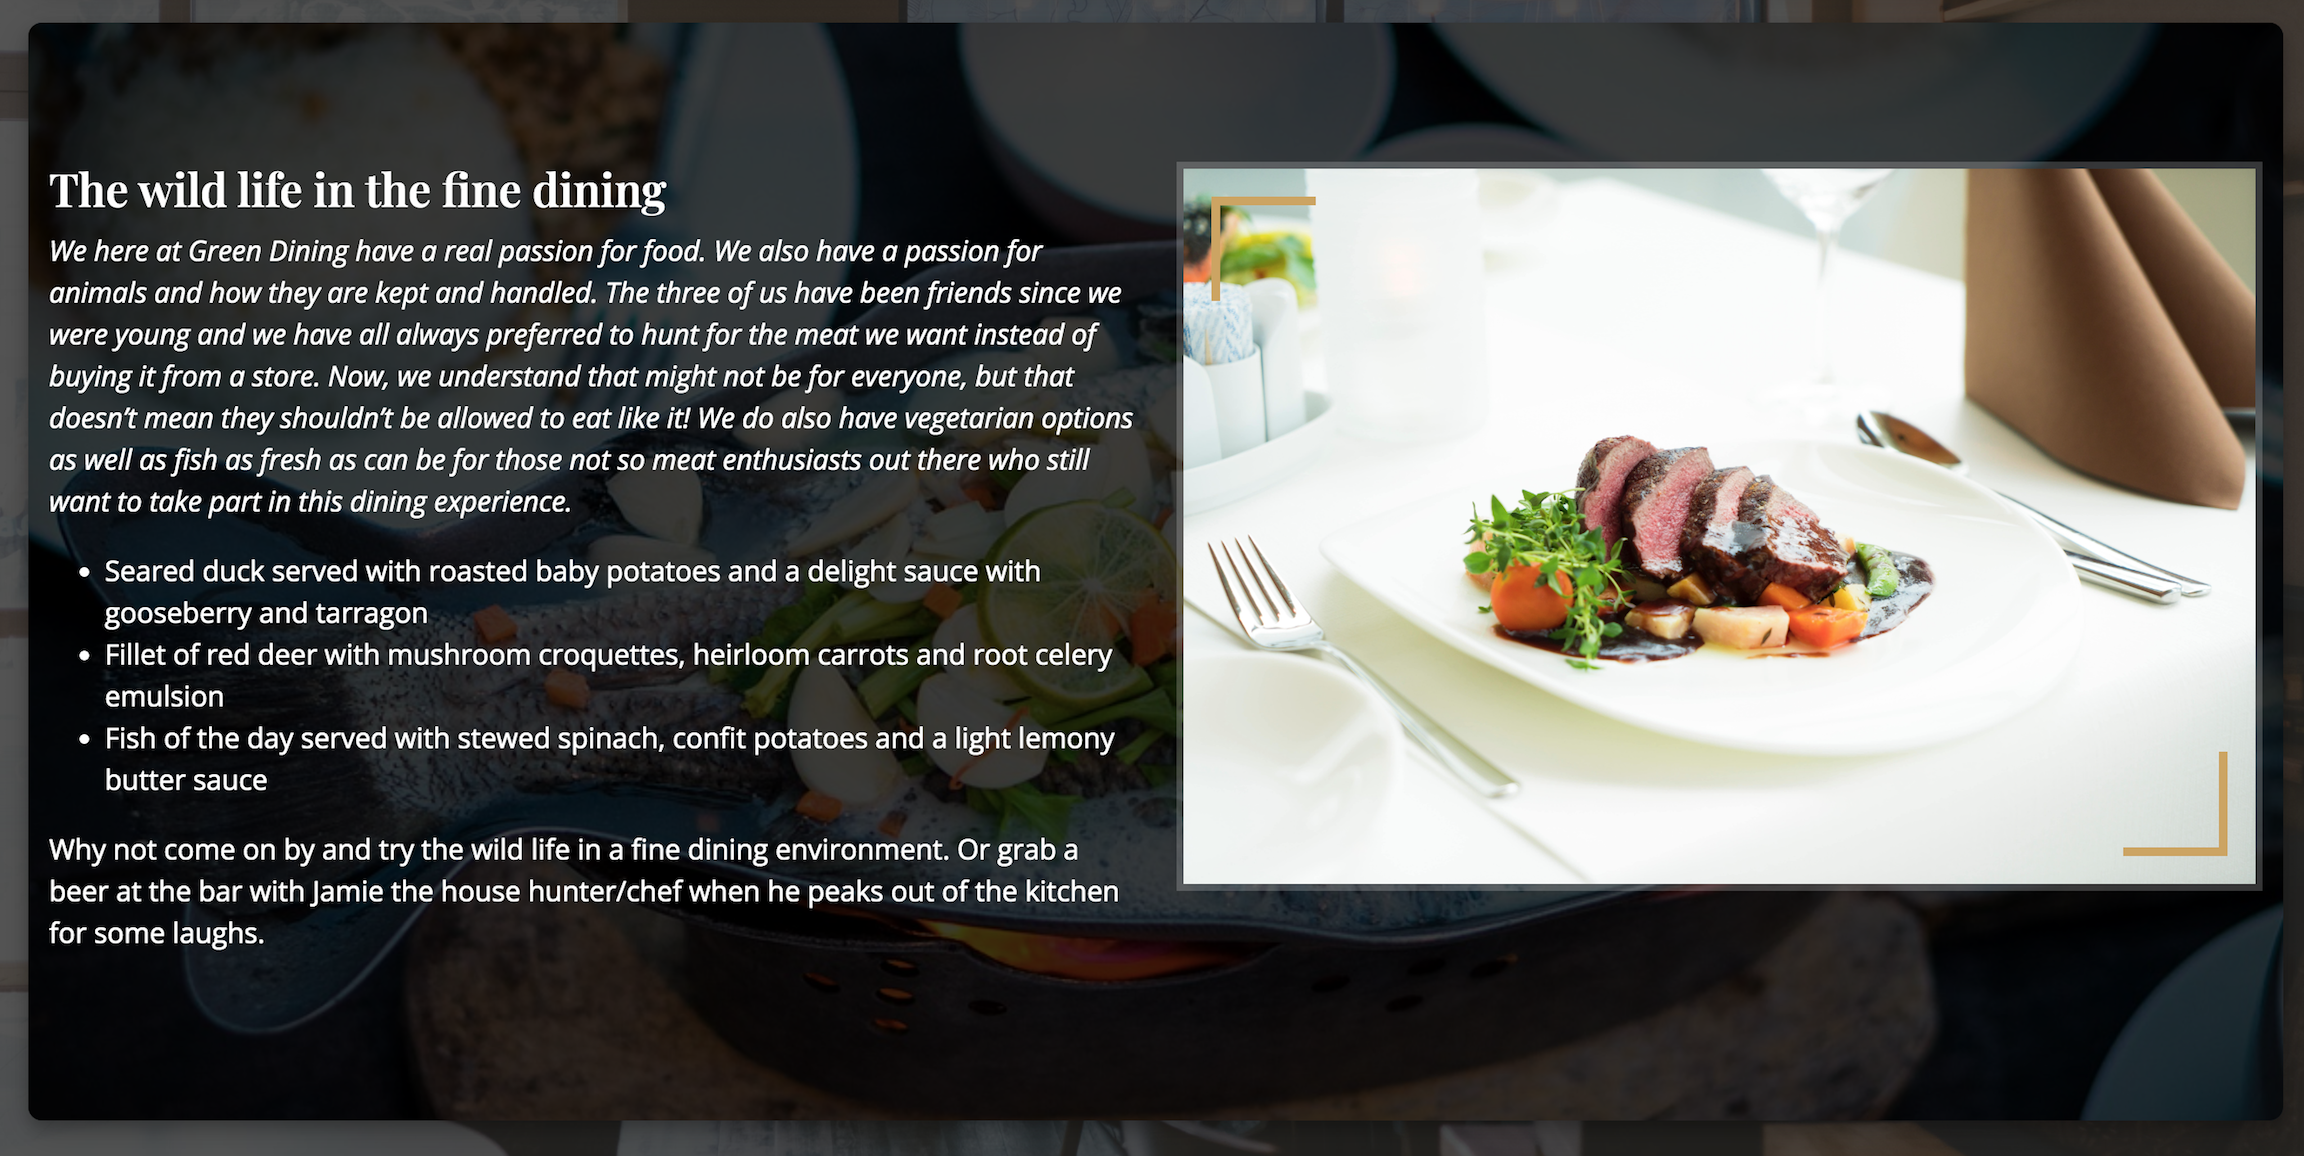 The wild life in the fine dining
We here at Green Dining have a real passion for food. We also have a passion for
animals and how they are kept and handled. The three of us have been friends since we
were young and we have all always preferred to hunt for the meat we want instead of
buying it from a store. Now, we understand that might not be for everyone, but that
doesn’t mean they shouldn’t be allowed to eat like it! We do also have vegetarian options
as well as fish as fresh as can be for those not so meat enthusiasts out there who still
want to take part in this dining experience.
• Seared duck served with roasted baby potatoes and a delight sauce with
gooseberry and tarragon
• Fillet of red deer with mushroom croquettes, heirloom carrots and root celery
emulsion
• Fish of the day served with stewed spinach, confit potatoes and a light lemony
butter sauce
Why not come on by and try the wild life in a fine dining environment. Or grab a
beer at the bar with Jamie the house hunter/chef when he peaks out of the kitchen
for some laughs.